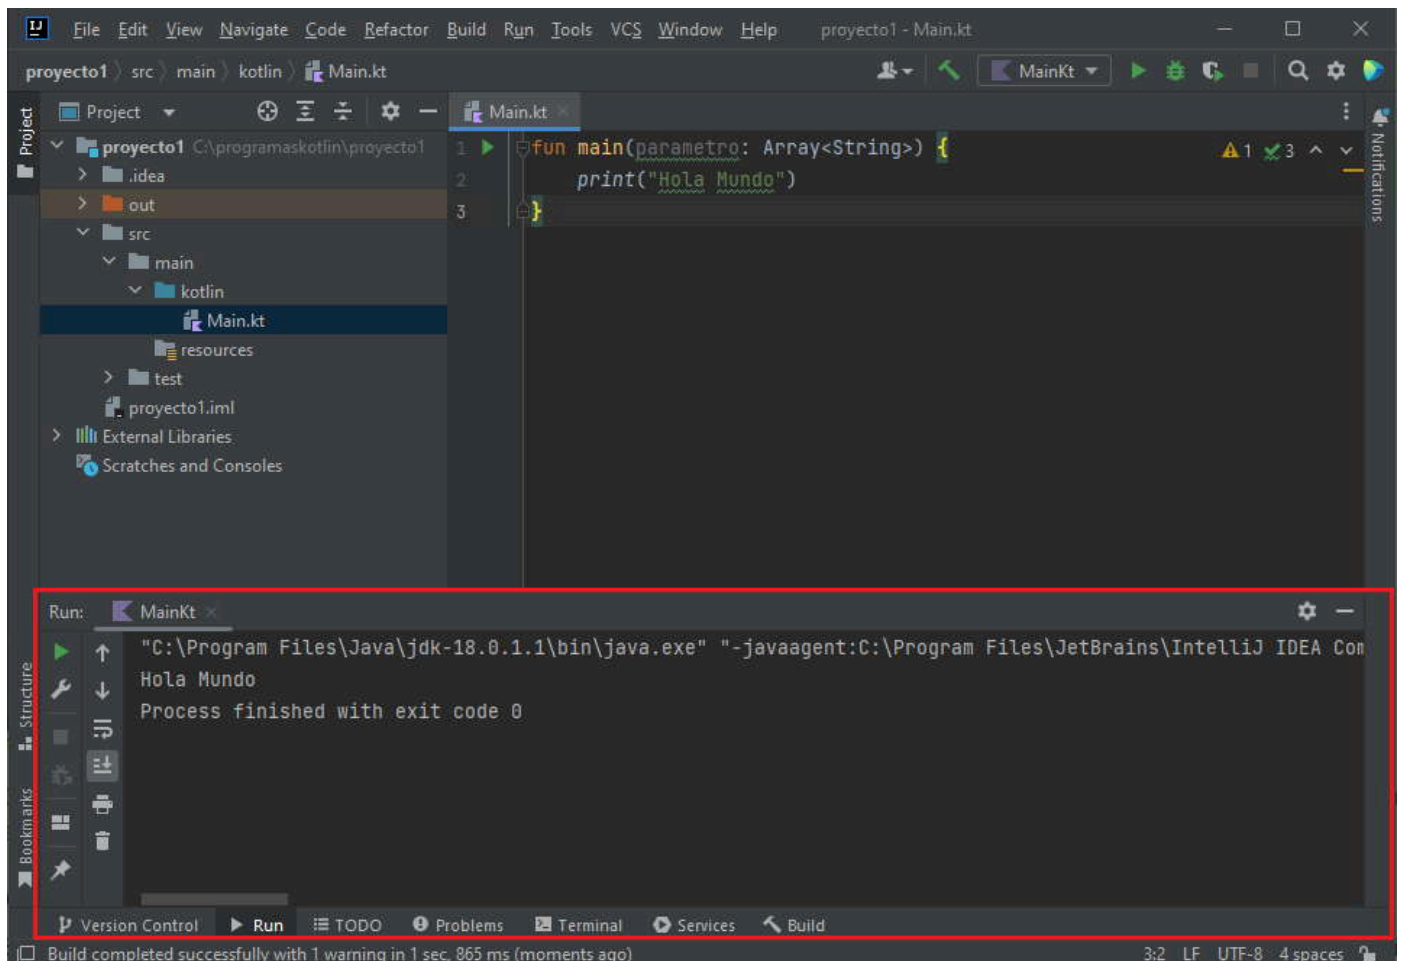 File Edit View Navigate Code Refactor Build Run Tools VCS Window Help proyecto1 - Main.kt
proyecto1 src main kotlin Main.kt MainKt
Project
Project
Main.kt
Notifications
proyecto1 C:\programaskotlin\proyecto1
.idea
out
src
main
kotlin
Main.kt
resources
test
proyecto1.iml
External Libraries
Scratches and Consoles
1 fun main(parametro: Array<String>) {
2 print("Hola Mundo")
3 }
1 3
Run: MainKt
"C:\Program Files\Java\jdk-18.0.1.1\bin\java.exe" "-javaagent:C:\Program Files\JetBrains\IntelliJ IDEA Com
Hola Mundo
Process finished with exit code 0
Structure
Bookmarks
Version Control Run TODO Problems Terminal Services Build
Build completed successfully with 1 warning in 1 sec, 865 ms (moments ago) 3:2 LF UTF-8 4 spaces